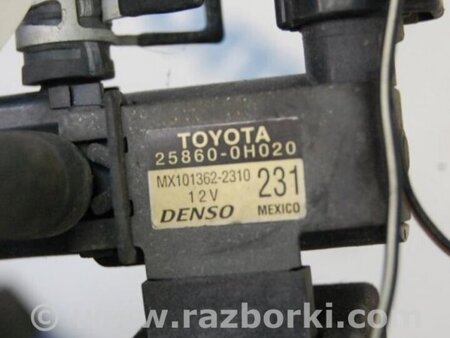 TOYOTA
25860-0H020
MX101362-2310
12V
231
DENSO
MEXICO
www.razborki.com